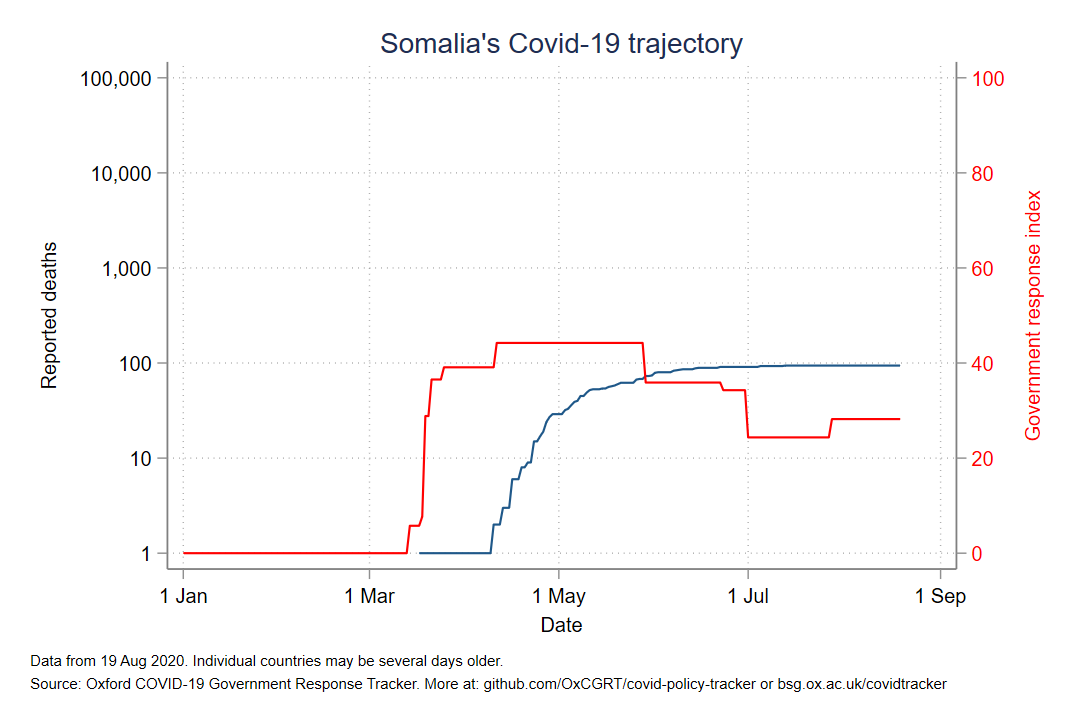 Somalia's Covid-19 trajectory
100,000
10,000
1,000
100
10
1
Reported deaths
100
80
60
40
20
0
Government response index
1 Jan
1 Mar
1 May
1 Jul
1 Sep
Date
Data from 19 Aug 2020. Individual countries may be several days older.
Source: Oxford COVID-19 Government Response Tracker. More at: github.com/OxCGRT/covid-policy-tracker or bsg.ox.ac.uk/covidtracker